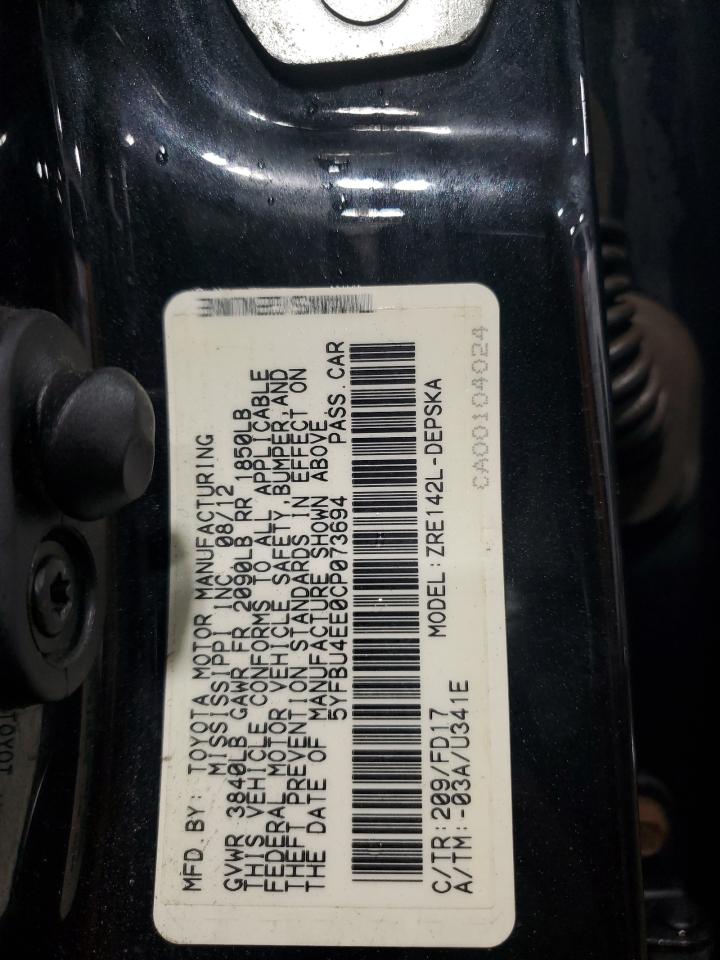 MFD BY: TOYOTA MOTOR MANUFACTURING
MISSISSIPPI INC 08/12
GVWR 3840LB GAWR FR 2090LB RR 1850LB
THIS VEHICLE CONFORMS TO ALL APPLICABLE
FEDERAL MOTOR VEHICLE SAFETY, BUMPER, AND
THEFT PREVENTION STANDARDS IN EFFECT ON
THE DATE OF MANUFACTURE SHOWN ABOVE
5YFBU4EE0CP073694 PASS. CAR
C/TR:209/FD17 MODEL:ZRE142L-DEPSKA
A/TM:-03A/U341E
CA00104024
TOYOT